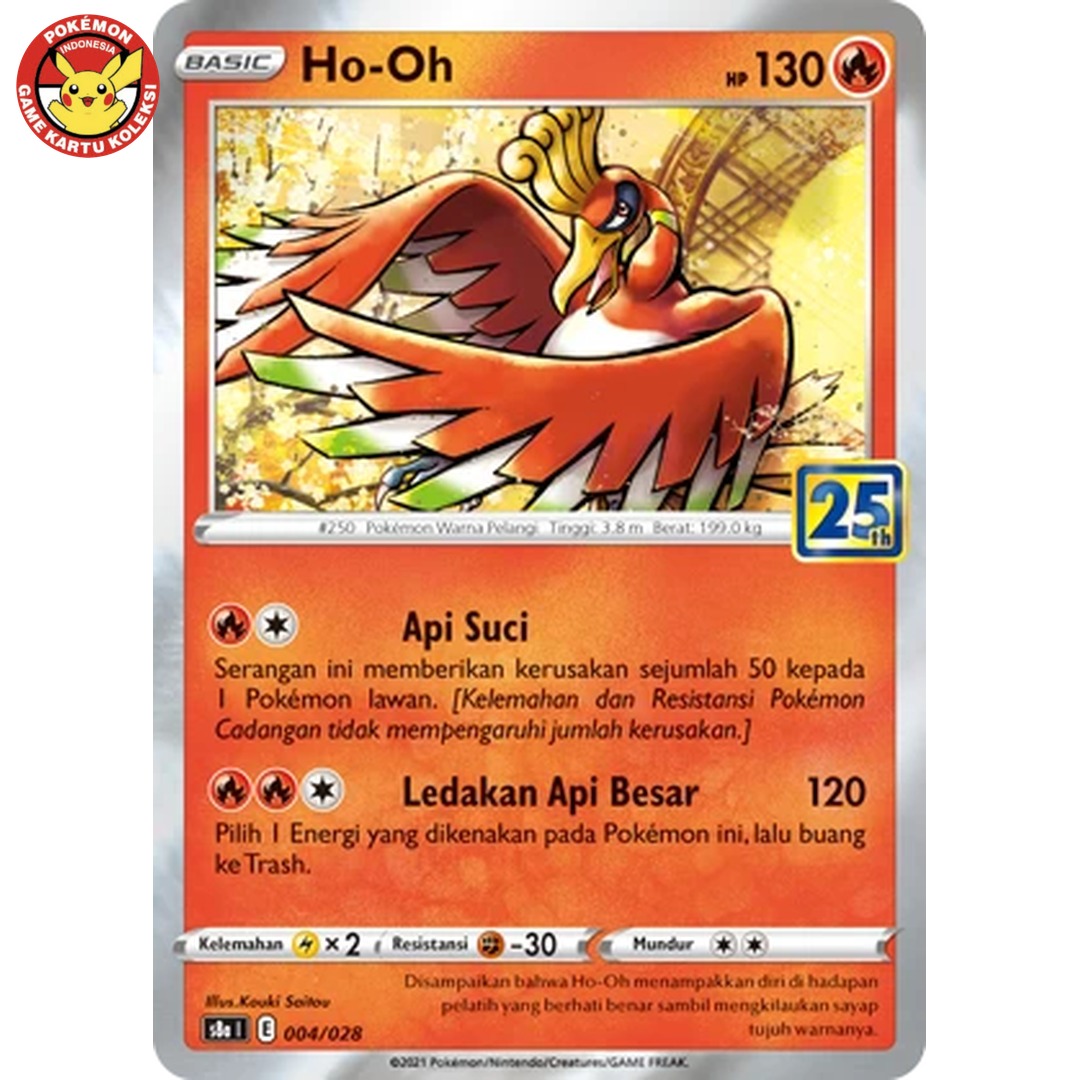 POKÉMON
INDONESIA
GAME KARTU KOLEKSI
BASIC Ho-Oh HP 130
#250 Pokémon Warna Pelangi Tinggi: 3.8 m Berat: 199.0 kg
25th
Api Suci
Serangan ini memberikan kerusakan sejumlah 50 kepada
1 Pokémon lawan. [Kelemahan dan Resistansi Pokémon
Cadangan tidak mempengaruhi jumlah kerusakan.]
Ledakan Api Besar 120
Pilih 1 Energi yang dikenakan pada Pokémon ini, lalu buang
ke Trash.
Kelemahan ×2 Resistansi -30 Mundur
Disampaikan bahwa Ho-Oh menampakkan diri di hadapan
pelatih yang berhati benar sambil mengkilaukan sayap
tujuh warnanya.
Illus. Kouki Saitou
s8a I E 004/028
©2021 Pokémon/Nintendo/Creatures/GAME FREAK.